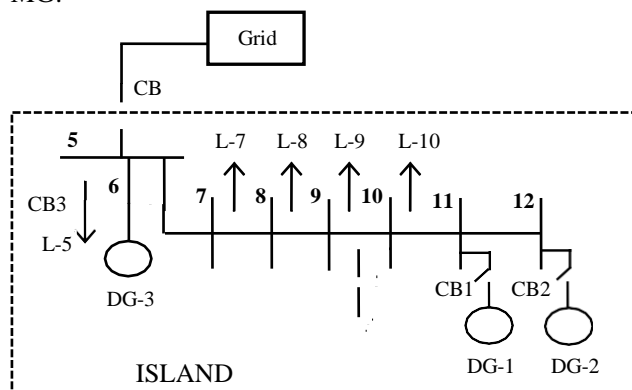 MG.
Grid
CB
5
L-7
L-8
L-9
L-10
6
7
8
9
10
11
12
CB3
L-5
DG-3
CB1
CB2
DG-1
DG-2
ISLAND